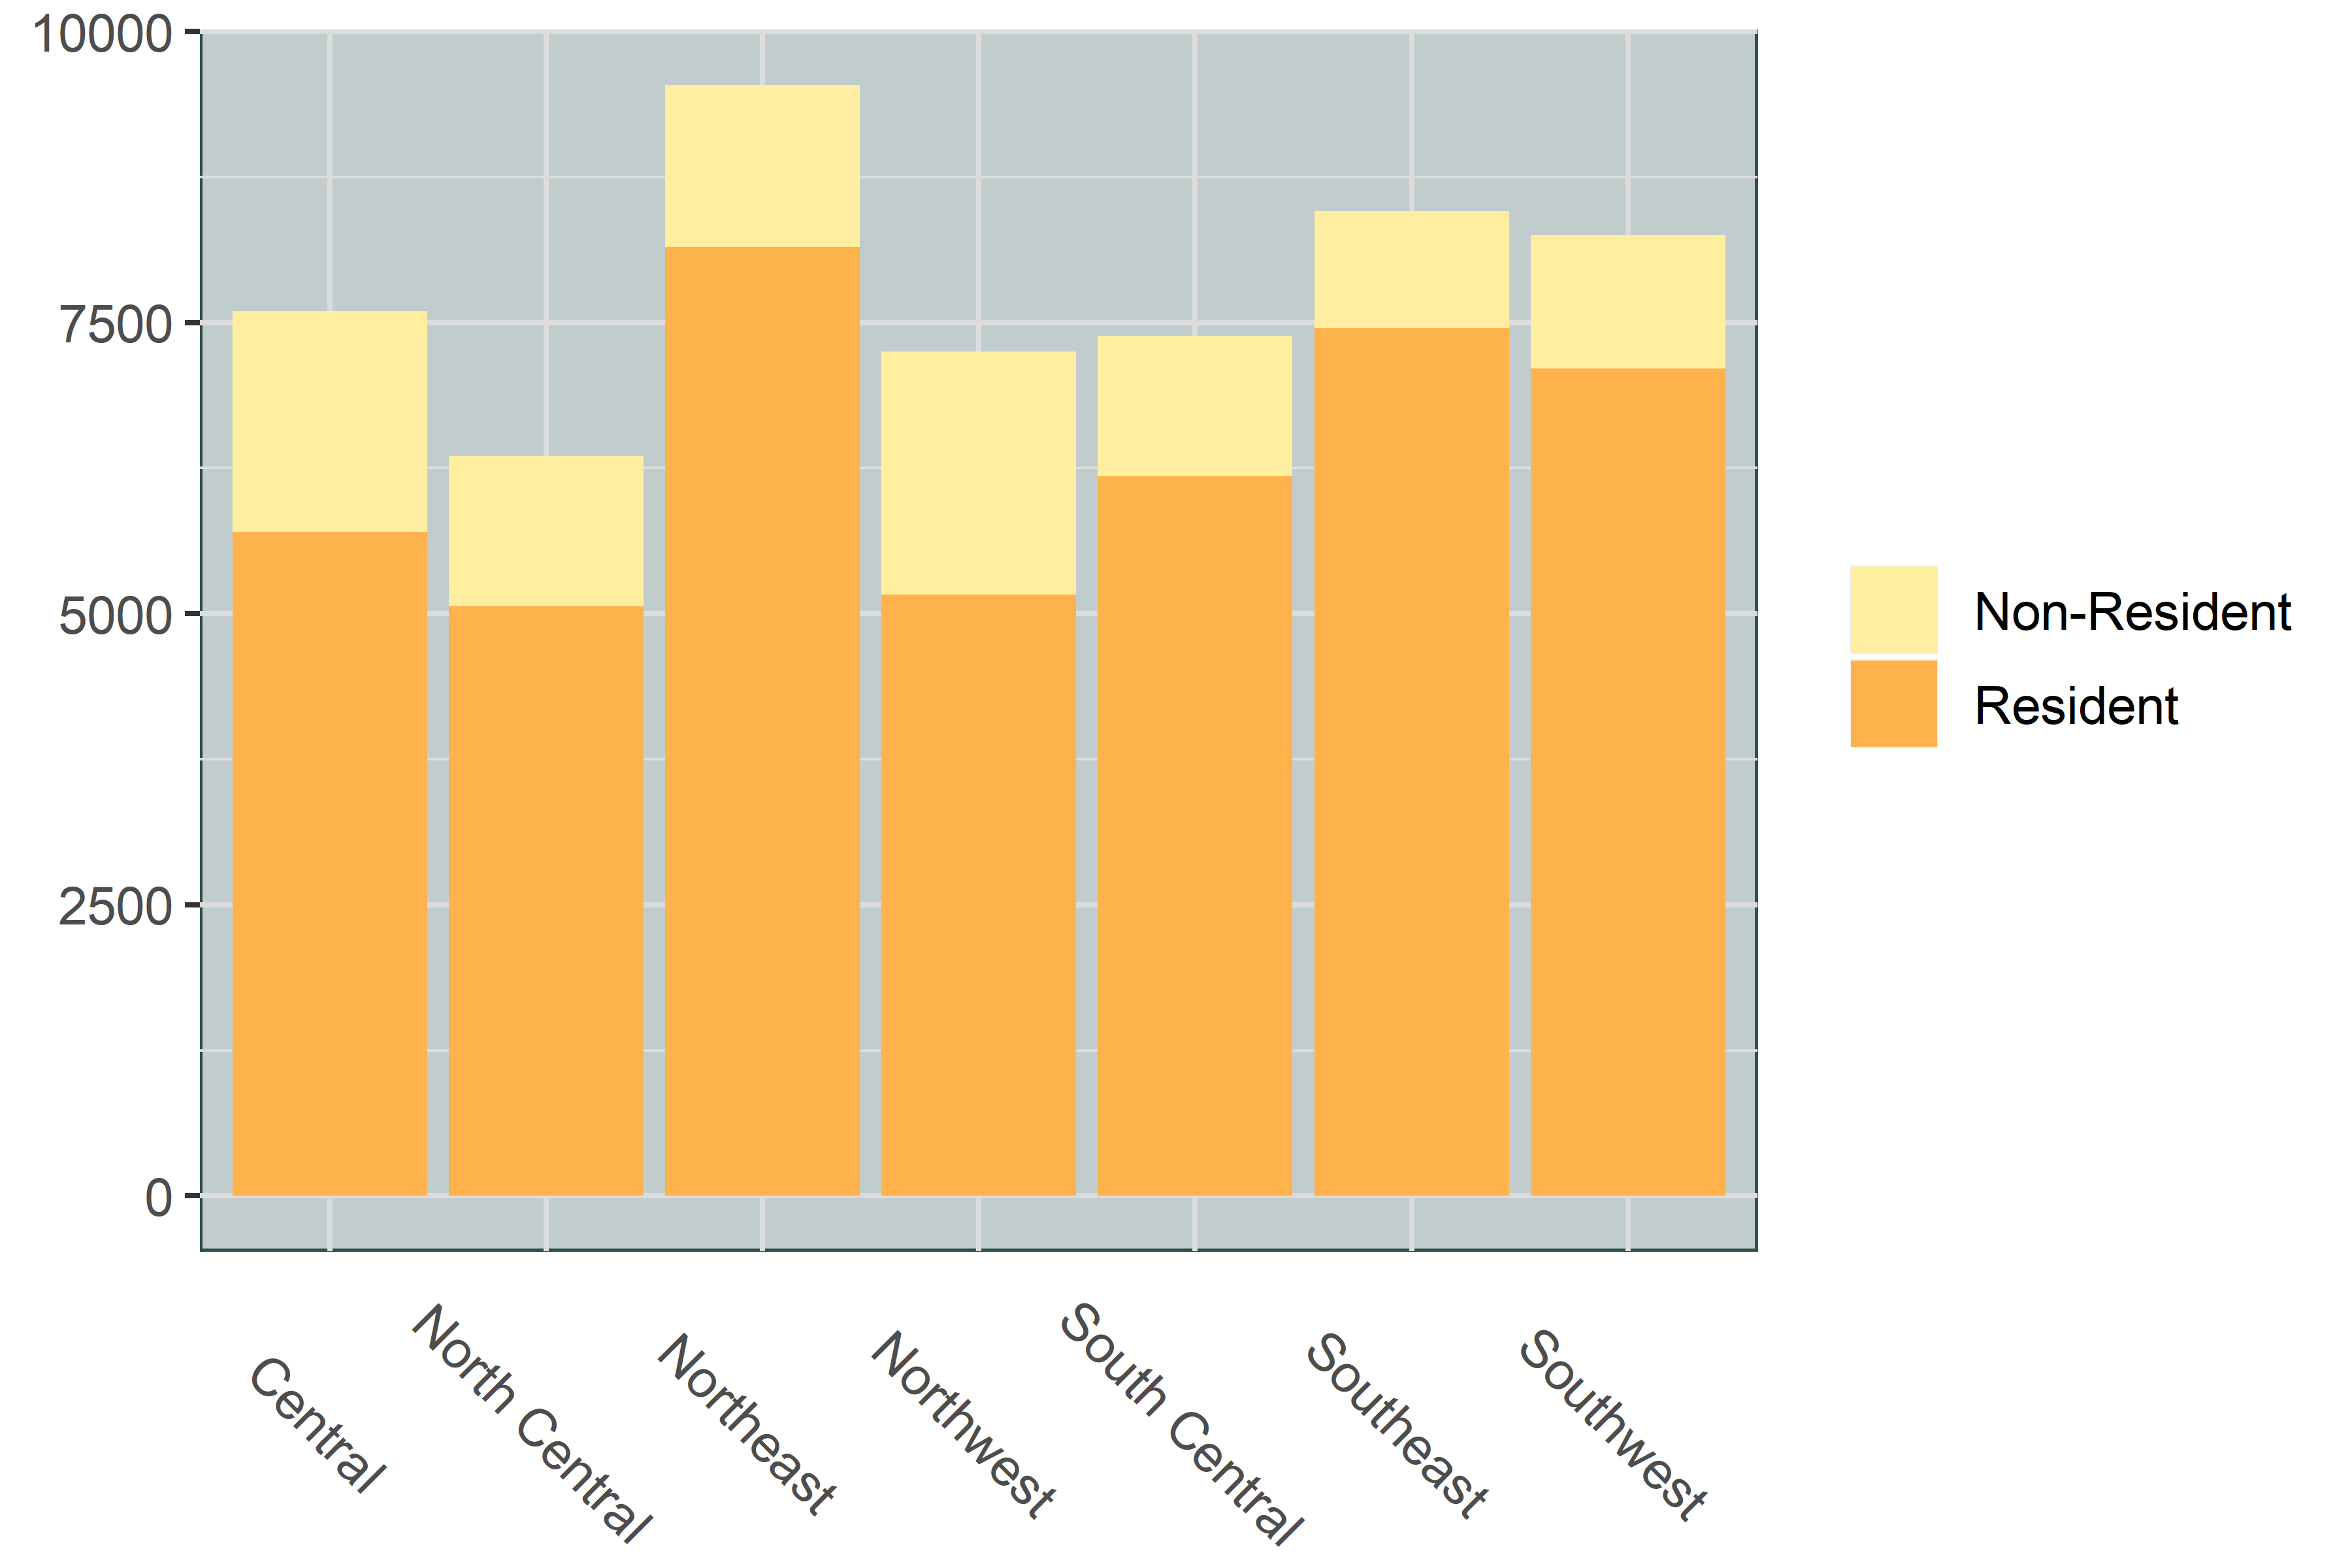 10000
7500
5000
2500
0
Central
North Central
Northeast
Northwest
South Central
Southeast
Southwest
Non-Resident
Resident